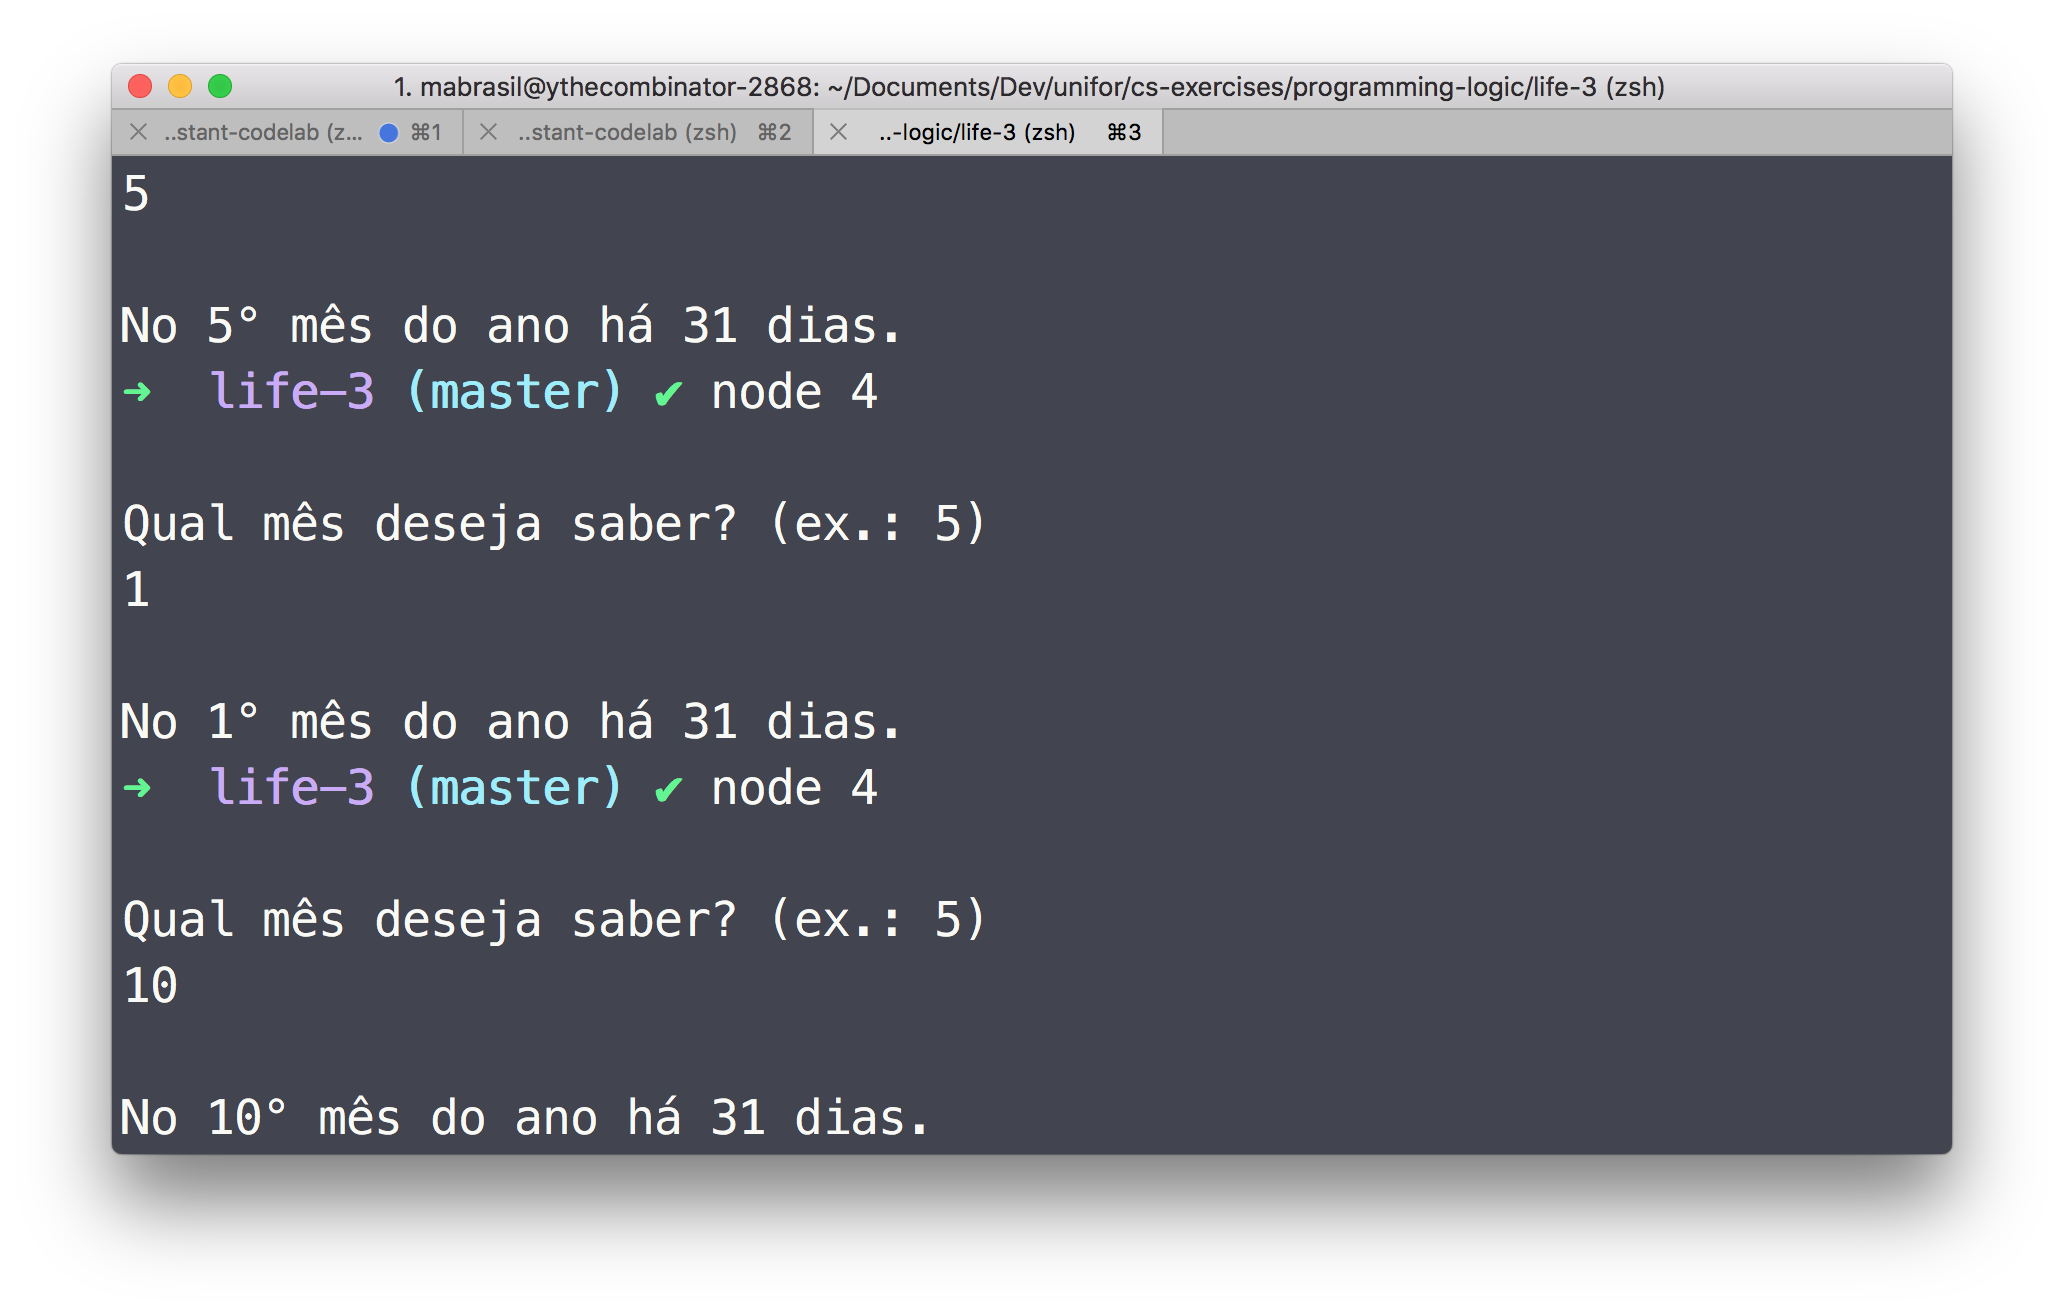 1. mabrasil@ythecombinator-2868: ~/Documents/Dev/unifor/cs-exercises/programming-logic/life-3 (zsh)
..stant-codelab (z... ⌘1 ..stant-codelab (zsh) ⌘2 ..-logic/life-3 (zsh) ⌘3
5
No 5° mês do ano há 31 dias.
➜ life-3 (master) ✔ node 4
Qual mês deseja saber? (ex.: 5)
1
No 1° mês do ano há 31 dias.
➜ life-3 (master) ✔ node 4
Qual mês deseja saber? (ex.: 5)
10
No 10° mês do ano há 31 dias.